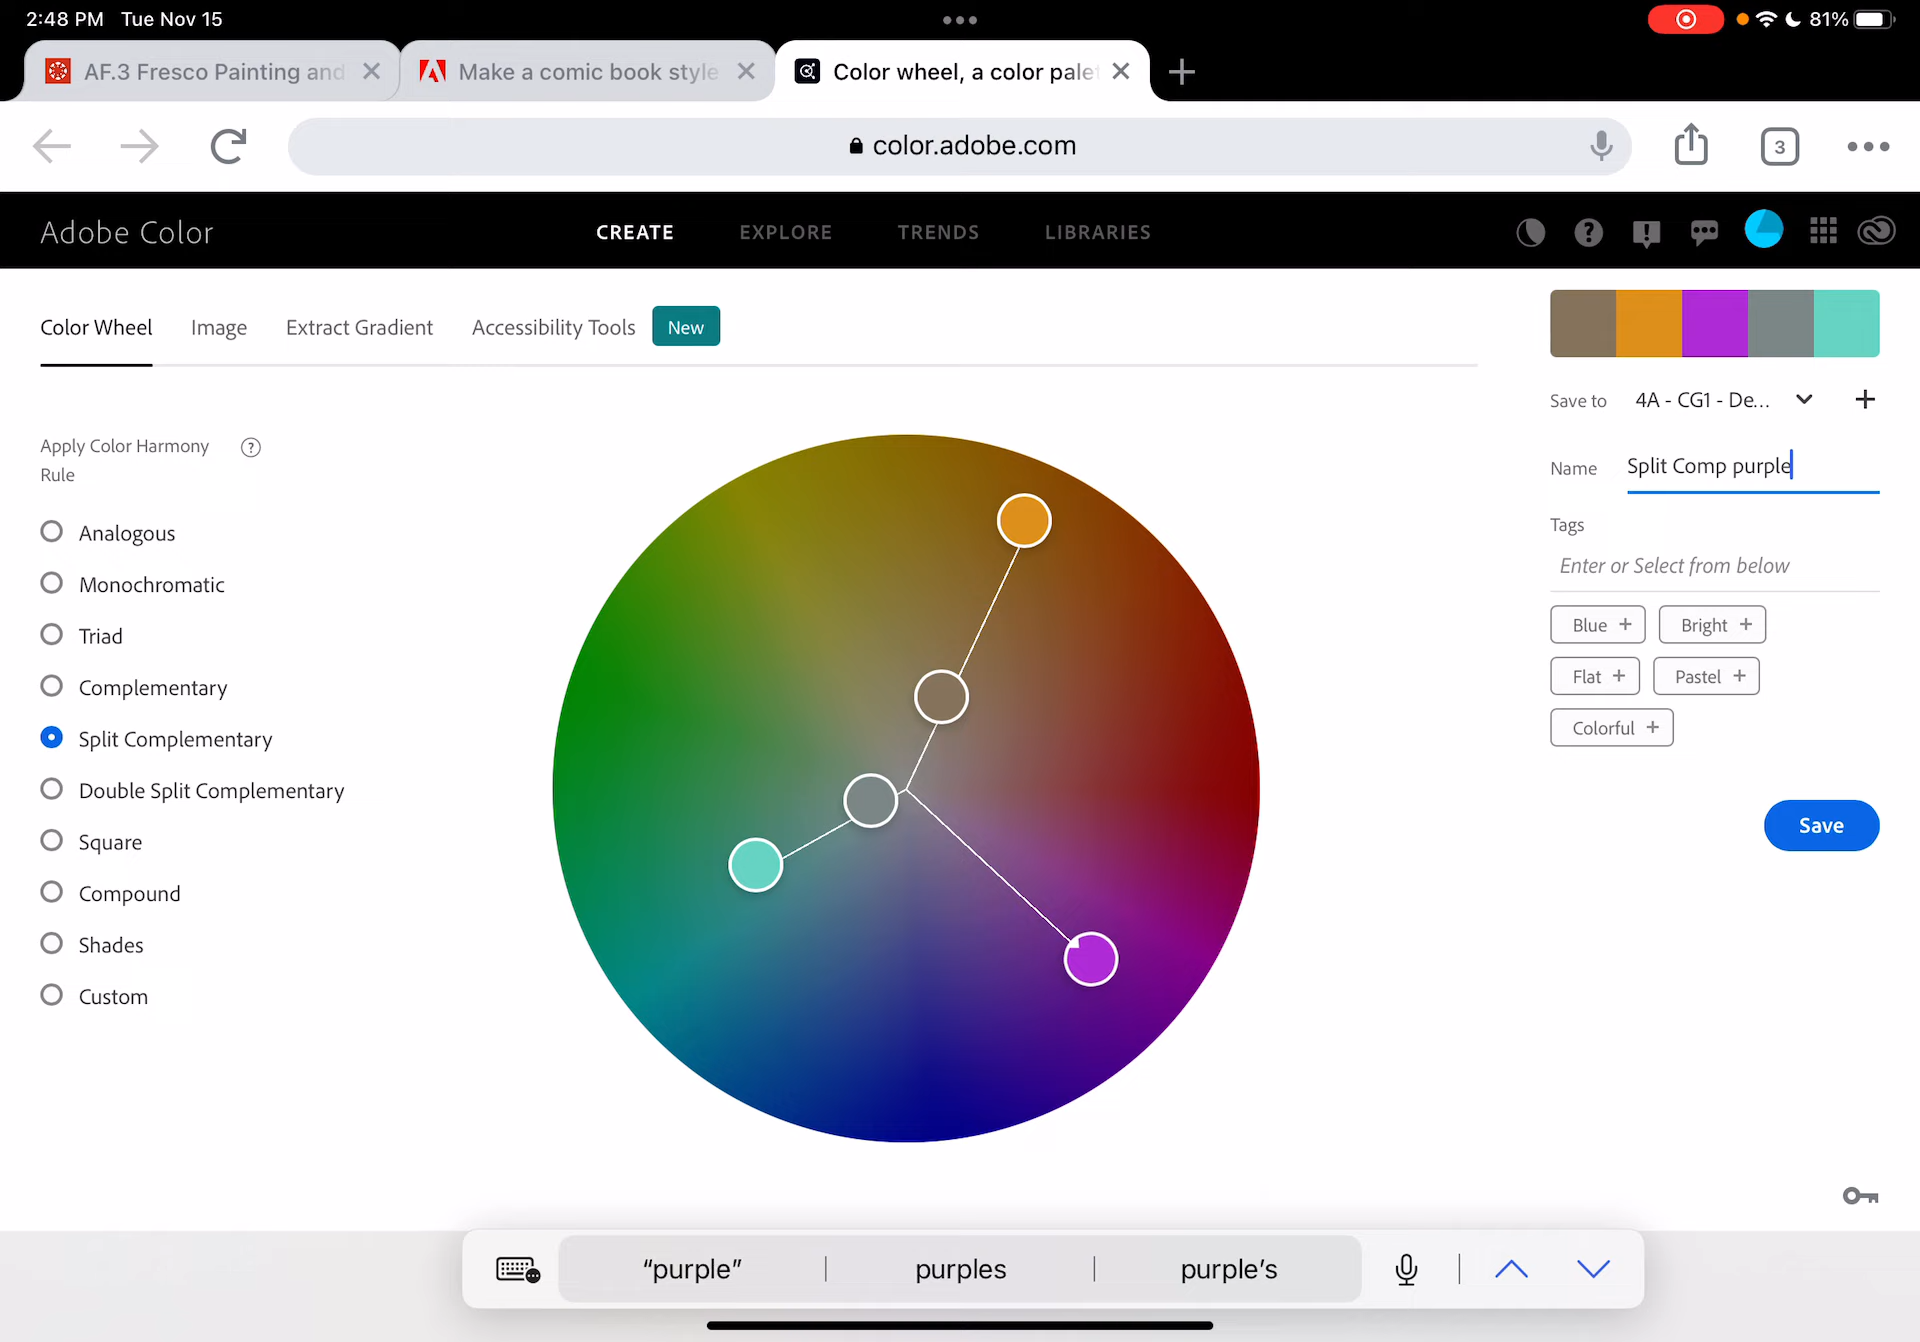 2:48 PM Tue Nov 15
81%
AF.3 Fresco Painting and
Make a comic book style
Color wheel, a color pale
color.adobe.com
3
Adobe Color
CREATE
EXPLORE
TRENDS
LIBRARIES
Color Wheel
Image
Extract Gradient
Accessibility Tools
New
Save to
4A - CG1 - De...
Name
Split Comp purple
Tags
Enter or Select from below
Blue +
Bright +
Flat +
Pastel +
Colorful +
Save
Apply Color Harmony
Rule
Analogous
Monochromatic
Triad
Complementary
Split Complementary
Double Split Complementary
Square
Compound
Shades
Custom
“purple”
purples
purple’s